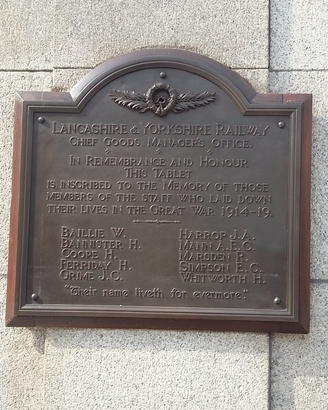 Lancashire & Yorkshire Railway
Chief Goods Manager's Office.
In Remembrance and Honour
This Tablet
is inscribed to the Memory of those
members of the staff who laid down
their lives in the Great War 1914-19.
Baillie W. Harrop J.A.
Bannister H. Mann A.E.G.
Coope H. Marsden R.
Ferriday H. Simpson E.G.
Grime J.C. Whitworth H.
"Their name liveth for evermore."